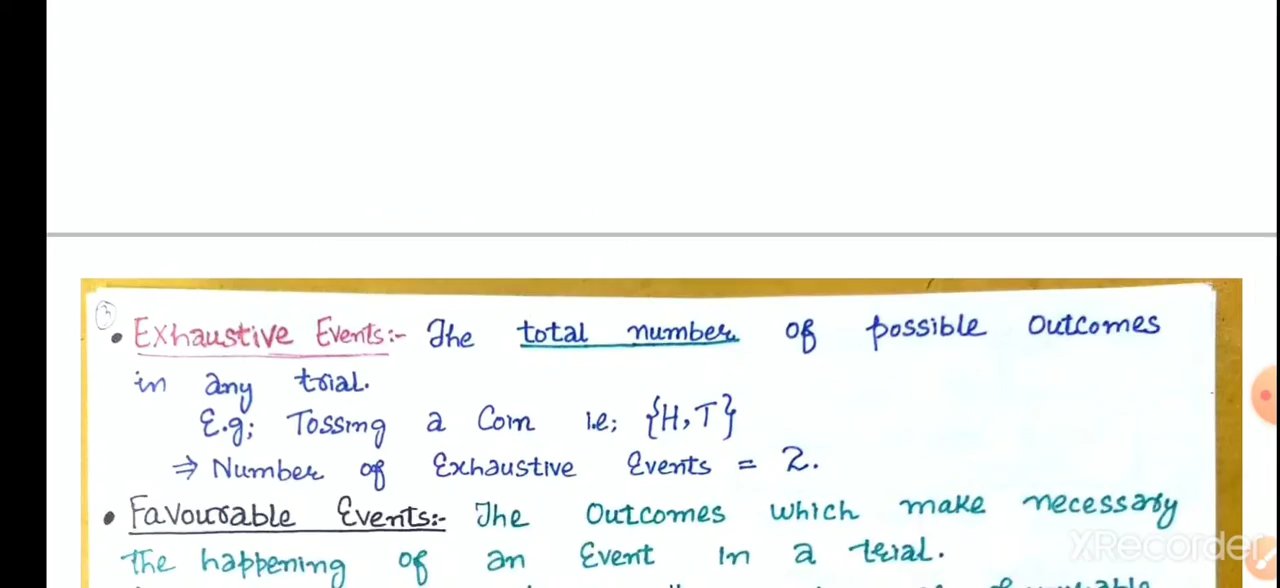 3
• Exhaustive Events:- The total number of possible Outcomes
in any trial.
E.g; Tossing a Coin i.e; {H,T}
⇒ Number of Exhaustive Events = 2.
• Favourable Events:- The Outcomes which make necessary
the happening of an Event in a trial.
XRecorder